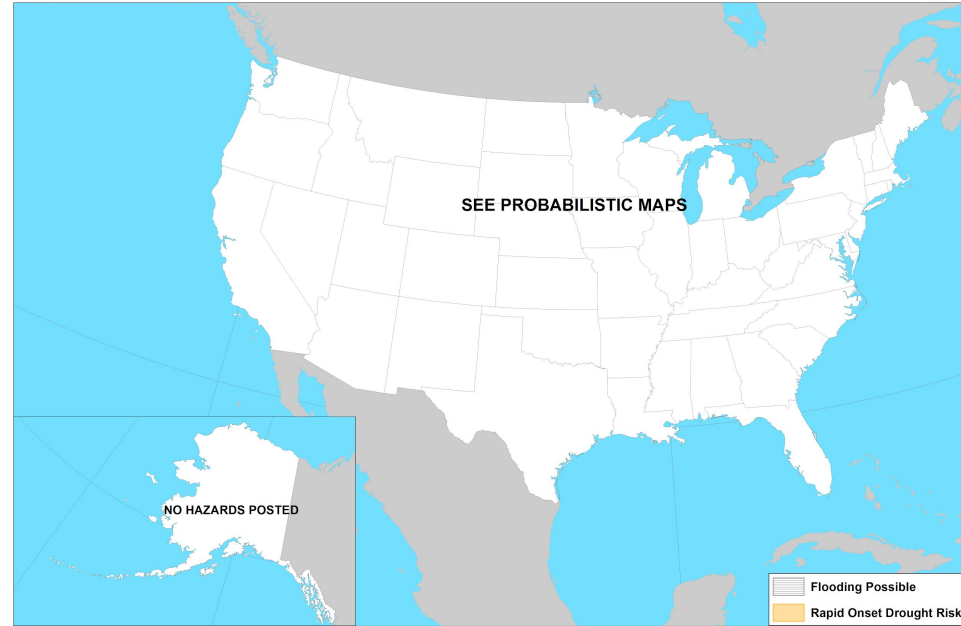 SEE PROBABILISTIC MAPS
NO HAZARDS POSTED
Flooding Possible
Rapid Onset Drought Risk